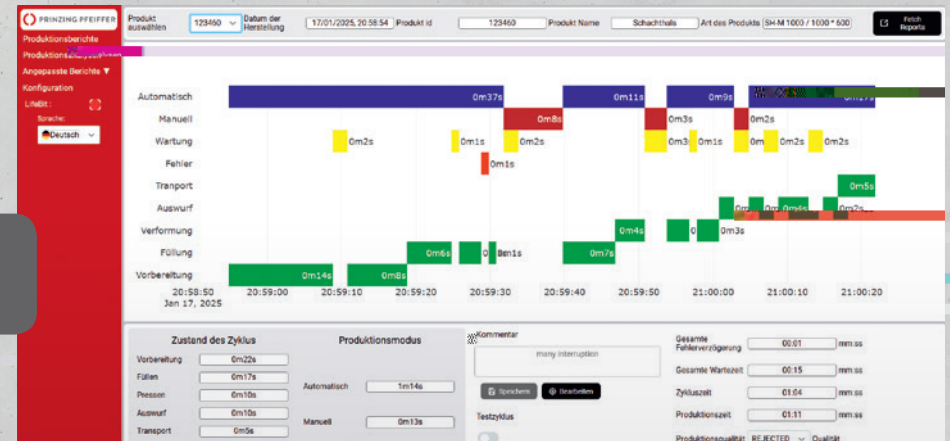 PRINZING PFEIFFER
Produktionsberichte
Angepasste Berichte ▼
Konfiguration
LifeBit :
Sprache:
Deutsch
Produkt auswählen
123460
Datum der Herstellung
17/01/2025, 20:58:54
Produkt Id
123460
Produkt Name
Schachthals
Art des Produkts
SH-M 1000 / 1000 * 600
Fetch Reports
Automatisch
0m37s
0m11s
0m9s
Manuell
0m8s
0m3s
0m2s
Wartung
0m2s
0m1s
0m2s
0m3
0m1s
0m
0m2s
0m2s
Fehler
0m1s
Tranport
0m5s
Auswurf
0m2s
Verformung
0m4s
0
0m3s
Füllung
0m6s
0
0m1s
0m7s
Vorbereitung
0m14s
0m8s
20:58:50
20:59:00
20:59:10
20:59:20
20:59:30
20:59:40
20:59:50
21:00:00
21:00:10
21:00:20
Jan 17, 2025
Zustand des Zyklus
Vorbereitung
0m22s
Füllen
0m17s
Pressen
0m10s
Auswurf
0m10s
Transport
0m5s
Produktionsmodus
Automatisch
1m14s
Manuell
0m13s
Kommentar
many interruption
Speichern
Bearbeiten
Testzyklus
Gesamte Fehlerverzögerung
00:01
mm:ss
Gesamte Wartezeit
00:15
mm:ss
Zykluszeit
01:04
mm:ss
Produktionszeit
01:11
mm:ss
Produktionsqualität
REJECTED
Qualität